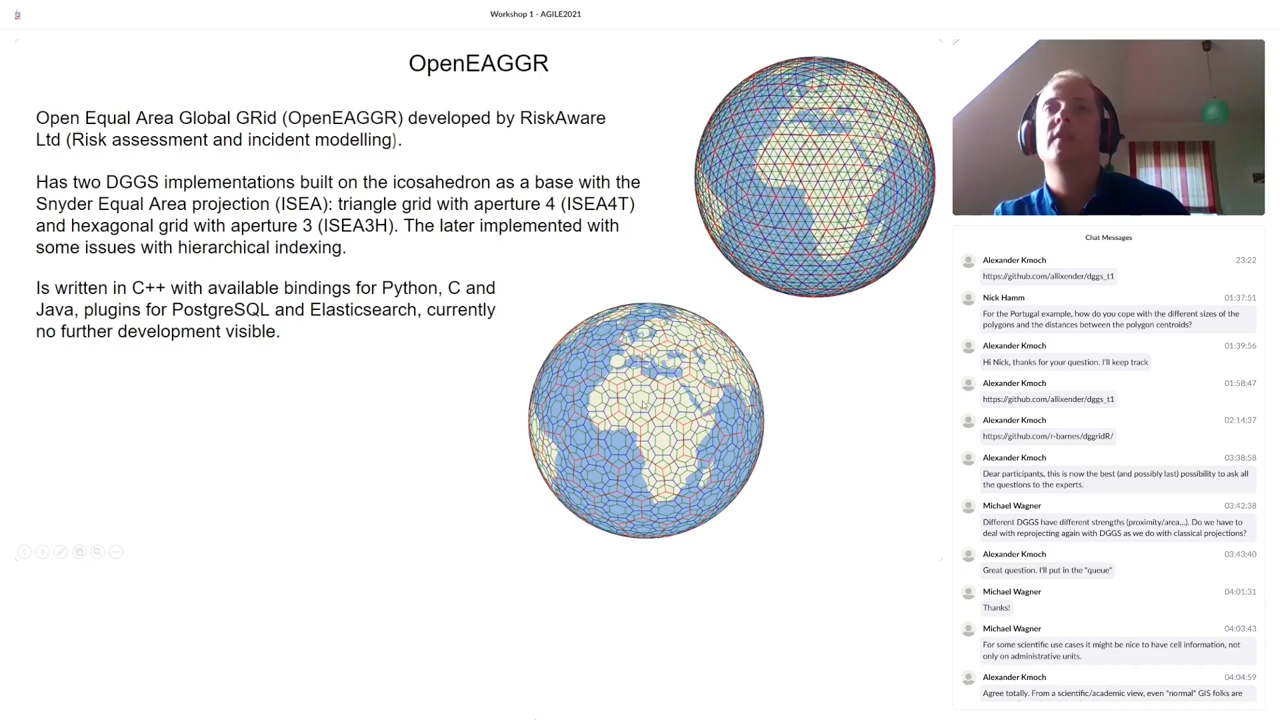 Workshop 1 - AGILE2021
OpenEAGGR
Open Equal Area Global GRid (OpenEAGGR) developed by RiskAware
Ltd (Risk assessment and incident modelling).
Has two DGGS implementations built on the icosahedron as a base with the
Snyder Equal Area projection (ISEA): triangle grid with aperture 4 (ISEA4T)
and hexagonal grid with aperture 3 (ISEA3H). The later implemented with
some issues with hierarchical indexing.
Is written in C++ with available bindings for Python, C and
Java, plugins for PostgreSQL and Elasticsearch, currently
no further development visible.
Chat Messages
Alexander Kmoch 23:22
https://github.com/allixender/dggs_t1
Nick Hamm 01:37:51
For the Portugal example, how do you cope with the different sizes of the
polygons and the distances between the polygon centroids?
Alexander Kmoch 01:39:56
Hi Nick, thanks for your question. I'll keep track
Alexander Kmoch 01:58:47
https://github.com/allixender/dggs_t1
Alexander Kmoch 02:14:37
https://github.com/r-barnes/dggridR/
Alexander Kmoch 03:38:58
Dear participants, this is now the best (and possibly last) possibility to ask all
the questions to the experts.
Michael Wagner 03:42:38
Different DGGS have different strengths (proximity/area...). Do we have to
deal with reprojecting again with DGGS as we do with classical projections?
Alexander Kmoch 03:43:40
Great question. I'll put in the "queue"
Michael Wagner 04:01:31
Thanks!
Michael Wagner 04:03:43
For some scientific use cases it might be nice to have cell information, not
only on administrative units.
Alexander Kmoch 04:04:59
Agree totally. From a scientific/academic view, even "normal" GIS folks are